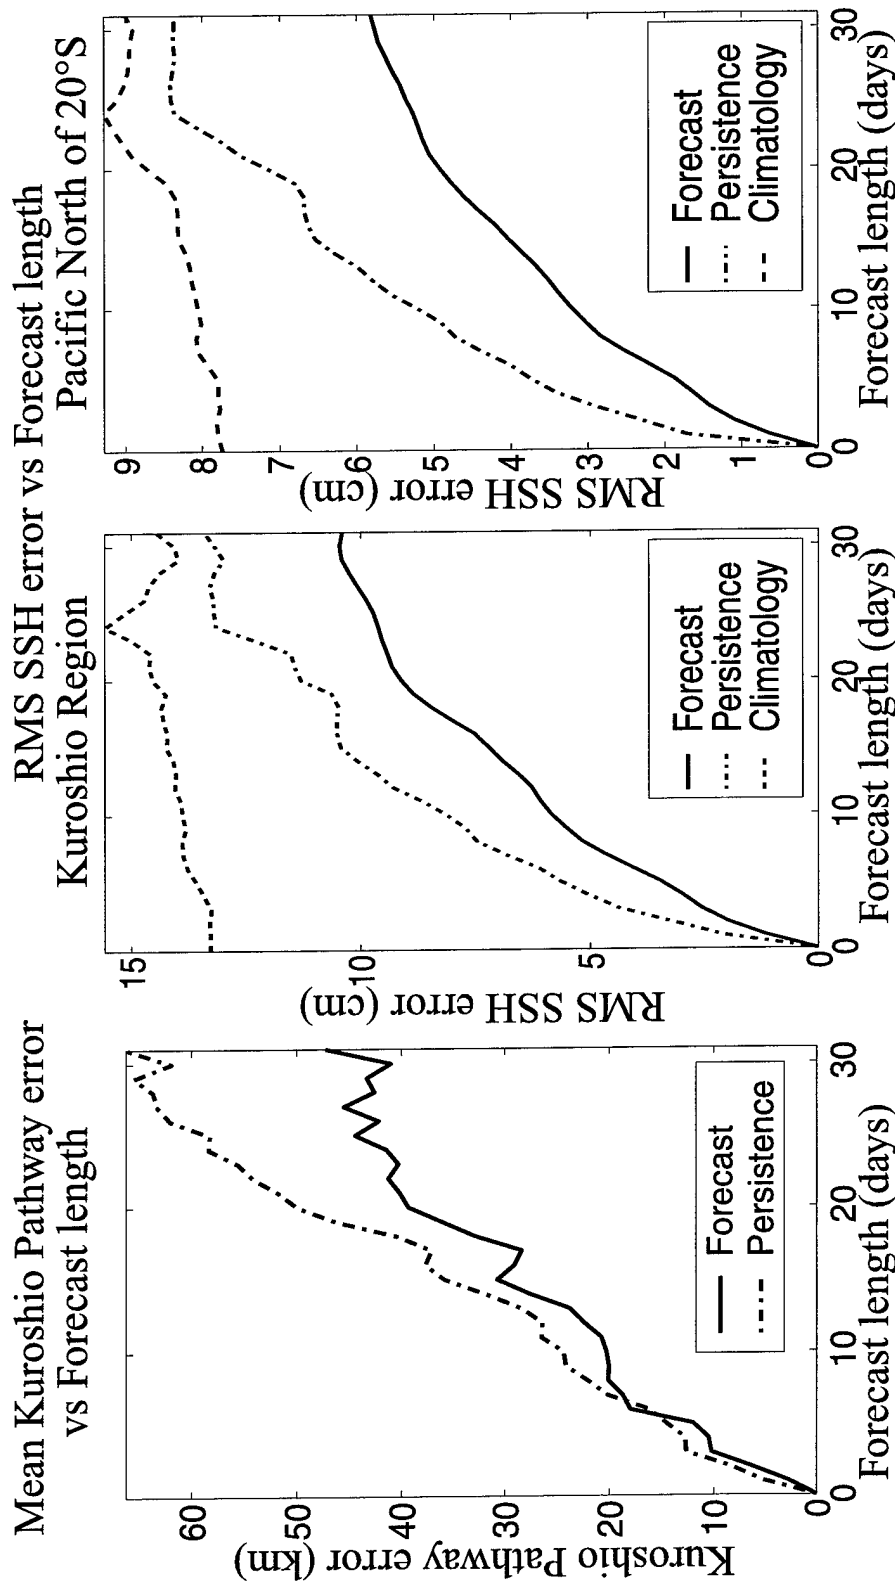 Mean Kuroshio Pathway error
vs Forecast length
Kuroshio Pathway error (km)
60
50
40
30
20
10
0
0
10
20
30
Forecast length (days)
Forecast
Persistence
RMS SSH error vs Forecast length
Kuroshio Region
RMS SSH error (cm)
15
10
5
0
0
10
20
30
Forecast length (days)
Forecast
Persistence
Climatology
Pacific North of 20°S
RMS SSH error (cm)
9
8
7
6
5
4
3
2
1
0
0
10
20
30
Forecast length (days)
Forecast
Persistence
Climatology